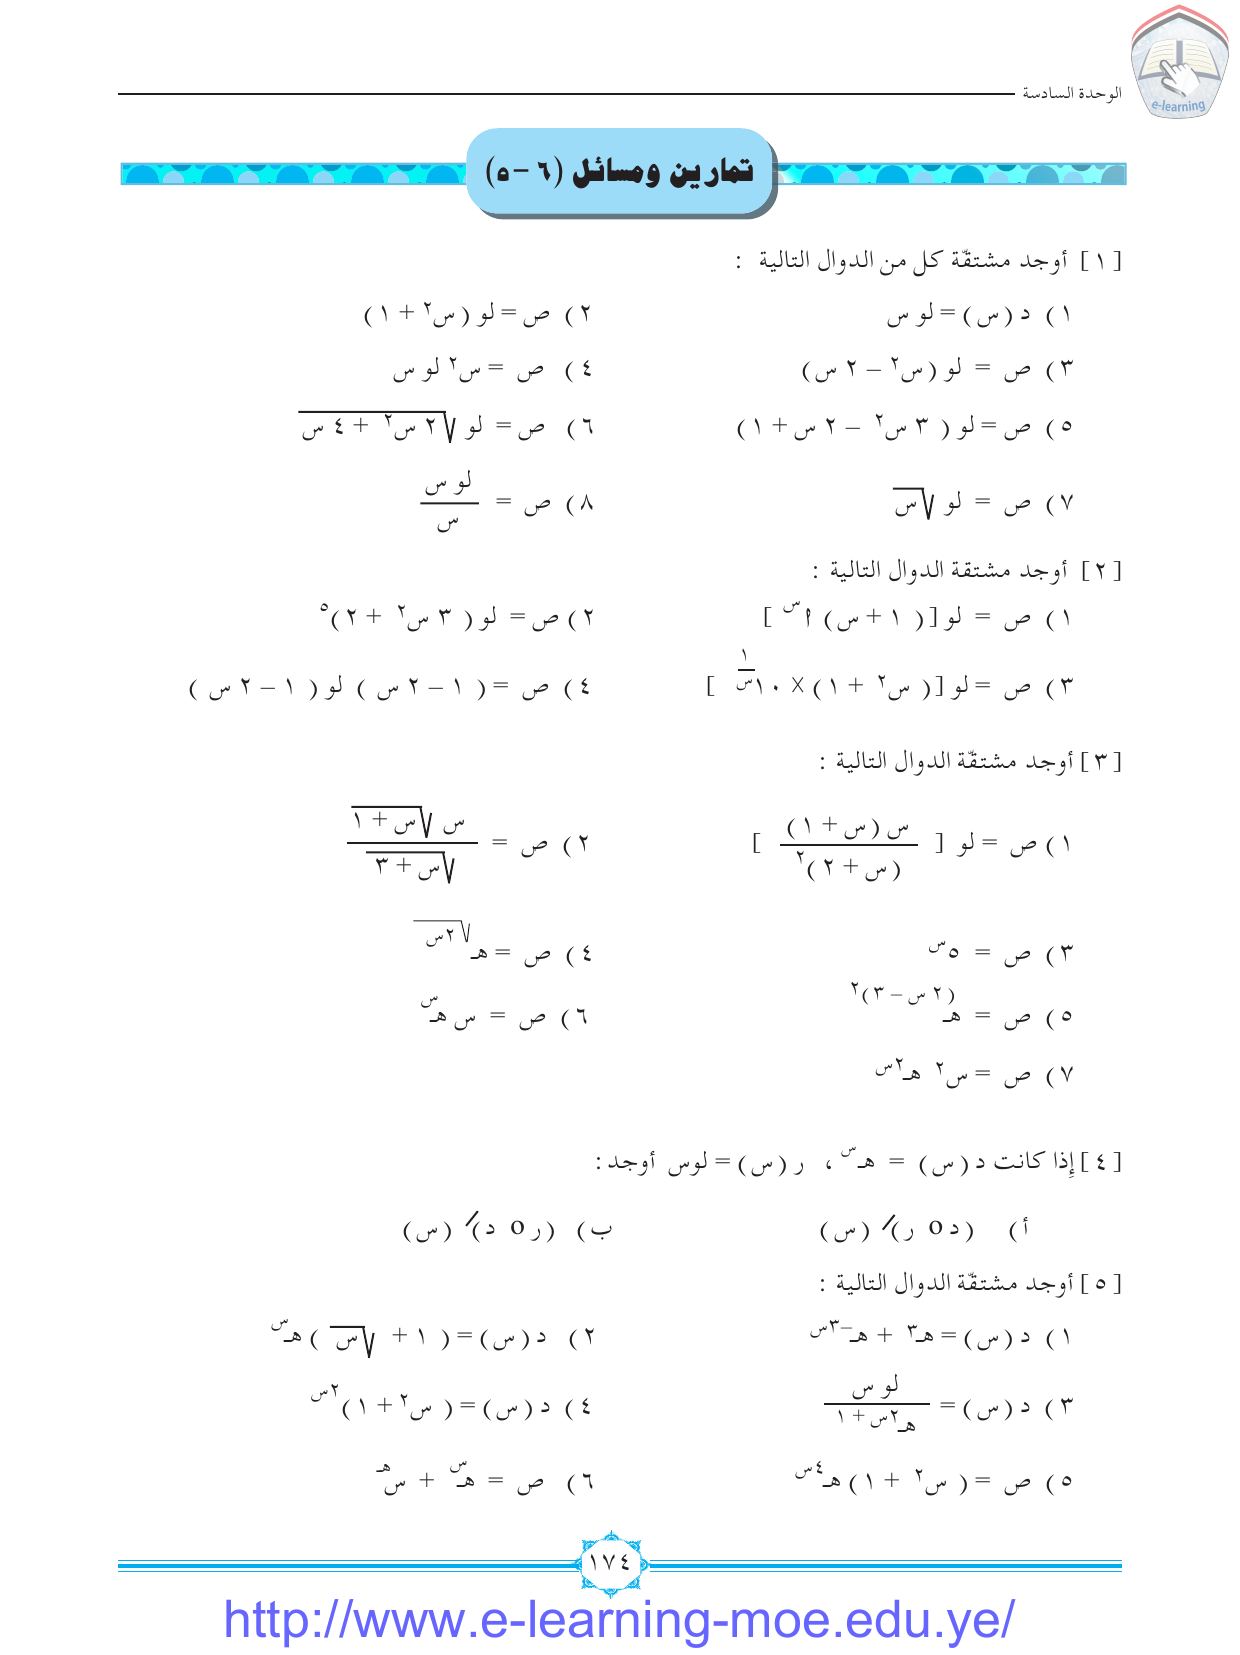 e-learning
الوحدة السادسة
تمارين ومسائل (٦ – ٥)
[ ١ ] أوجد مشتقّة كل من الدوال التالية :
١) د (س) = لو س ٢) ص = لو (س٢ + ١)
٣) ص = لو (س٢ – ٢ س) ٤) ص = س٢ لو س
٥) ص = لو ( ٣ س٢ – ٢ س + ١) ٦) ص = لو √(٢ س٢ + ٤ س)
٧) ص = لو √س ٨) ص = لو س / س
[ ٢ ] أوجد مشتقة الدوال التالية :
١) ص = لو [ ( ١ + س) أس ] ٢) ص = لو ( ٣ س٢ + ٢)٥
٣) ص = لو [ ( س٢ + ١) × ١٠^(١/س) ] ٤) ص = ( ١ – ٢ س ) لو ( ١ – ٢ س )
[ ٣ ] أوجد مشتقّة الدوال التالية :
١) ص = لو [ س (س + ١) / (س + ٢)٢ ] ٢) ص = س √(س + ١) / √(س + ٣)
٣) ص = ٥س ٤) ص = هـ^√(٢س)
٥) ص = هـ^(٢ س – ٣)٢ ٦) ص = س هـس
٧) ص = س٢ هـ٢س
[ ٤ ] إِذا كانت د (س) = هـس ، ر (س) = لوس أوجد :
أ) (د o ر)/ (س) ب) (ر o د)/ (س)
[ ٥ ] أوجد مشتقّة الدوال التالية :
١) د (س) = هـ٣ + هـ–٣س ٢) د (س) = ( ١ + √س ) هـس
٣) د (س) = لو س / هـ٢س + ١ ٤) د (س) = ( س٢ + ١)٢س
٥) ص = ( س٢ + ١) هـ٤س ٦) ص = هـس + سهـ
١٧٤
http://www.e-learning-moe.edu.ye/